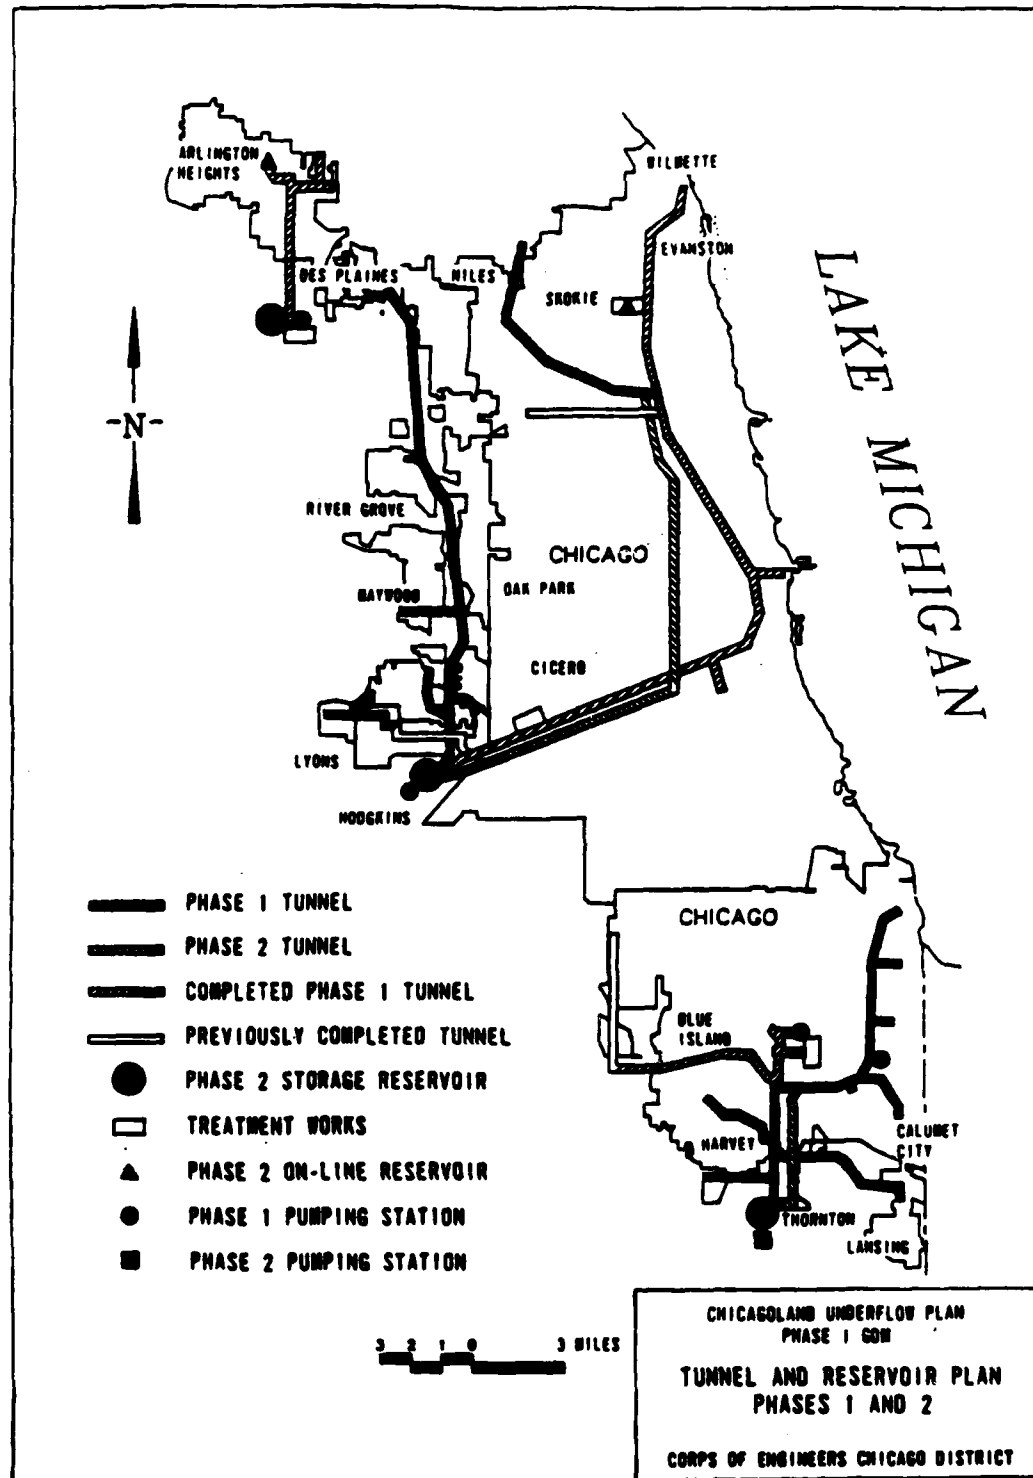 ARLINGTON
HEIGHTS
WILMETTE
EVANSTON
DES PLAINES
NILES
SKOKIE
LAKE MICHIGAN
-N-
RIVER GROVE
CHICAGO
MAYWOOD
OAK PARK
CICERO
LYONS
HODGKINS
PHASE 1 TUNNEL
PHASE 2 TUNNEL
COMPLETED PHASE 1 TUNNEL
PREVIOUSLY COMPLETED TUNNEL
PHASE 2 STORAGE RESERVOIR
TREATMENT WORKS
PHASE 2 ON-LINE RESERVOIR
PHASE 1 PUMPING STATION
PHASE 2 PUMPING STATION
CHICAGO
BLUE
ISLAND
HARVEY
CALUMET
CITY
THORNTON
LANSING
3 2 1 0 3 MILES
CHICAGOLAND UNDERFLOW PLAN
PHASE 1 GDM
TUNNEL AND RESERVOIR PLAN
PHASES 1 AND 2
CORPS OF ENGINEERS CHICAGO DISTRICT